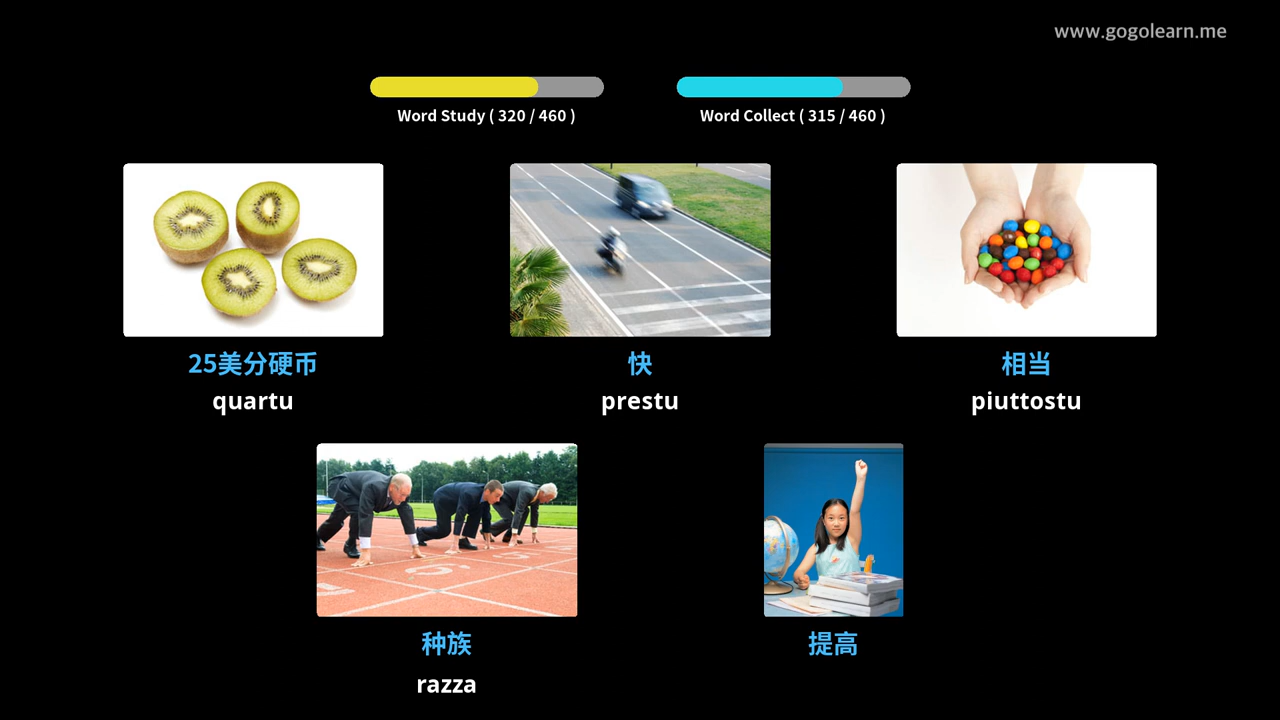 www.gogolearn.me
Word Study ( 320 / 460 )
Word Collect ( 315 / 460 )
25美分硬币
quartu
快
prestu
相当
piuttostu
种族
razza
提高